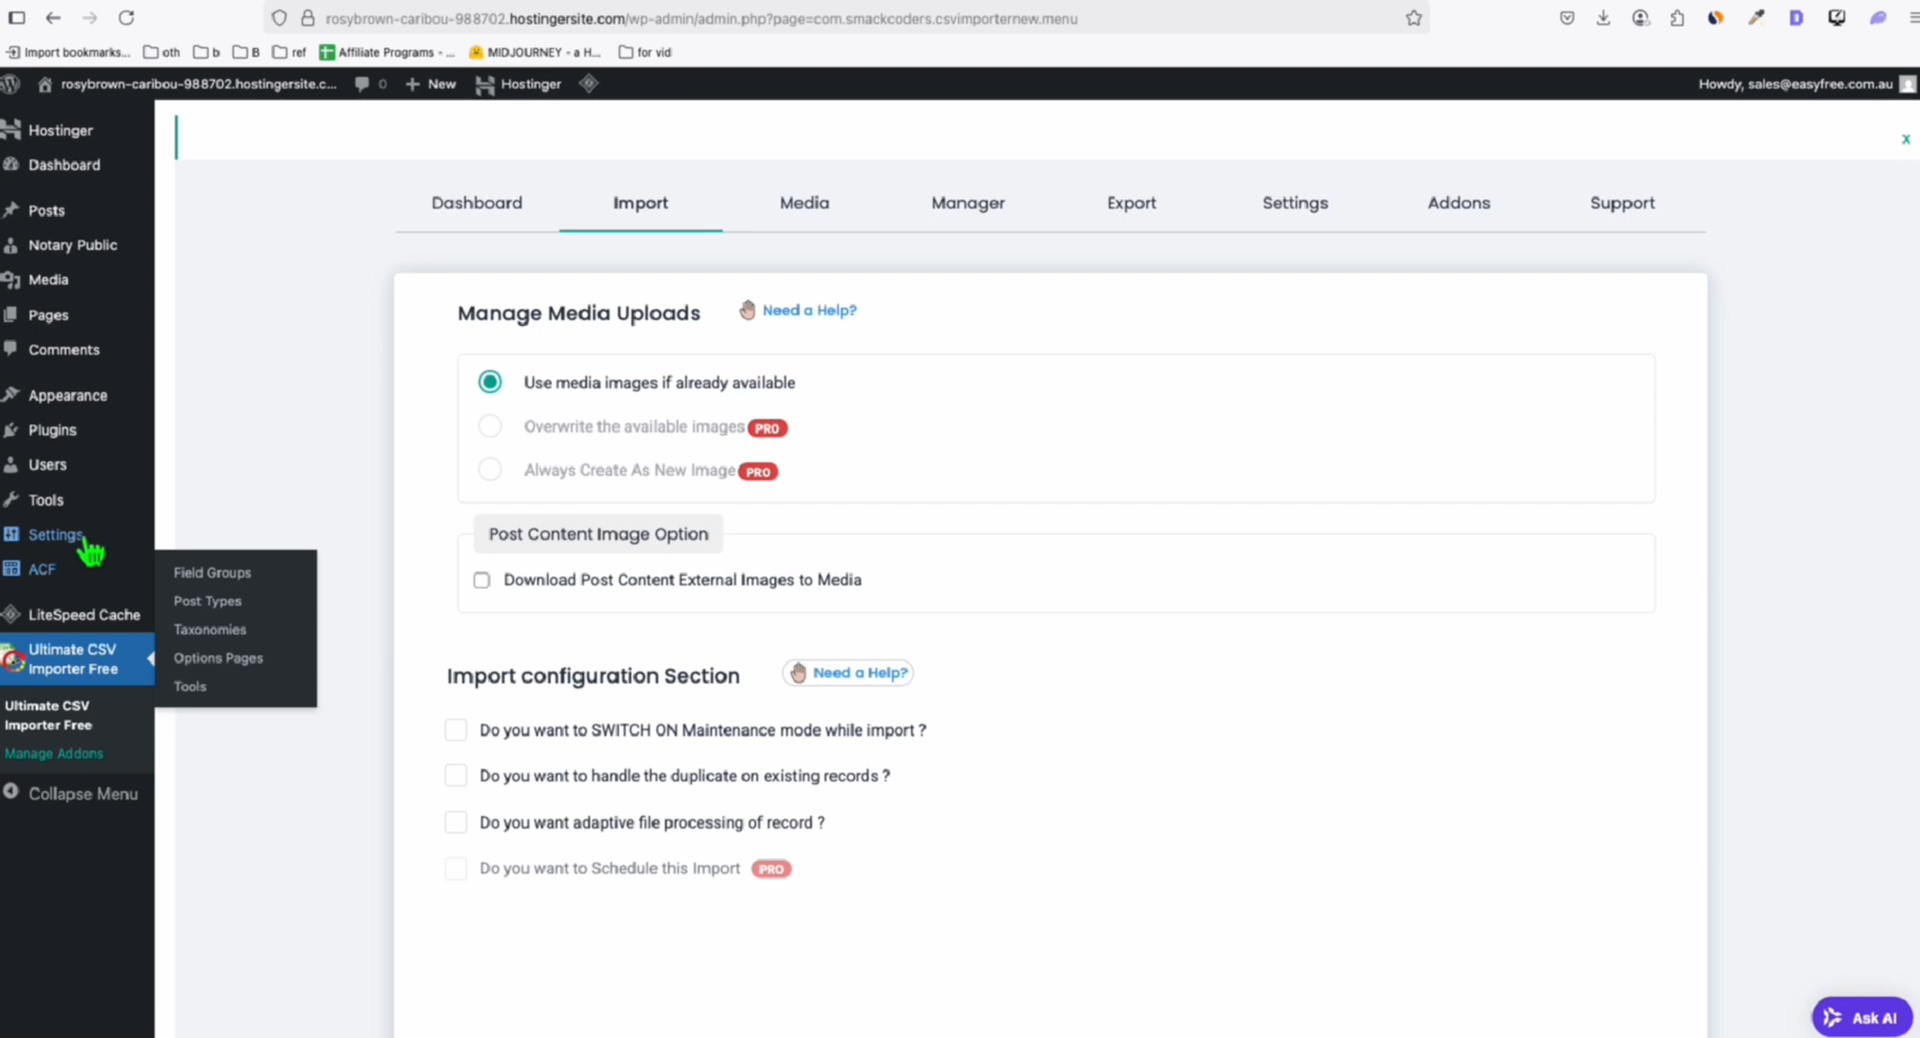 rosybrown-caribou-988702.hostingersite.com/wp-admin/admin.php?page=com.smackcoders.csvimporternew.menu
Import bookmarks... oth b B ref Affiliate Programs - ... MIDJOURNEY - a H... for vid
rosybrown-caribou-988702.hostingersite.c... 0 New Hostinger Howdy, sales@easyfree.com.au
Hostinger
Dashboard
Posts
Notary Public
Media
Pages
Comments
Appearance
Plugins
Users
Tools
Settings
ACF
LiteSpeed Cache
Ultimate CSV
Importer Free
Ultimate CSV
Importer Free
Manage Addons
Collapse Menu
Field Groups
Post Types
Taxonomies
Options Pages
Tools
x
Dashboard Import Media Manager Export Settings Addons Support
Manage Media Uploads Need a Help?
Use media images if already available
Overwrite the available images PRO
Always Create As New Image PRO
Post Content Image Option
Download Post Content External Images to Media
Import configuration Section Need a Help?
Do you want to SWITCH ON Maintenance mode while import ?
Do you want to handle the duplicate on existing records ?
Do you want adaptive file processing of record ?
Do you want to Schedule this Import PRO
Ask AI